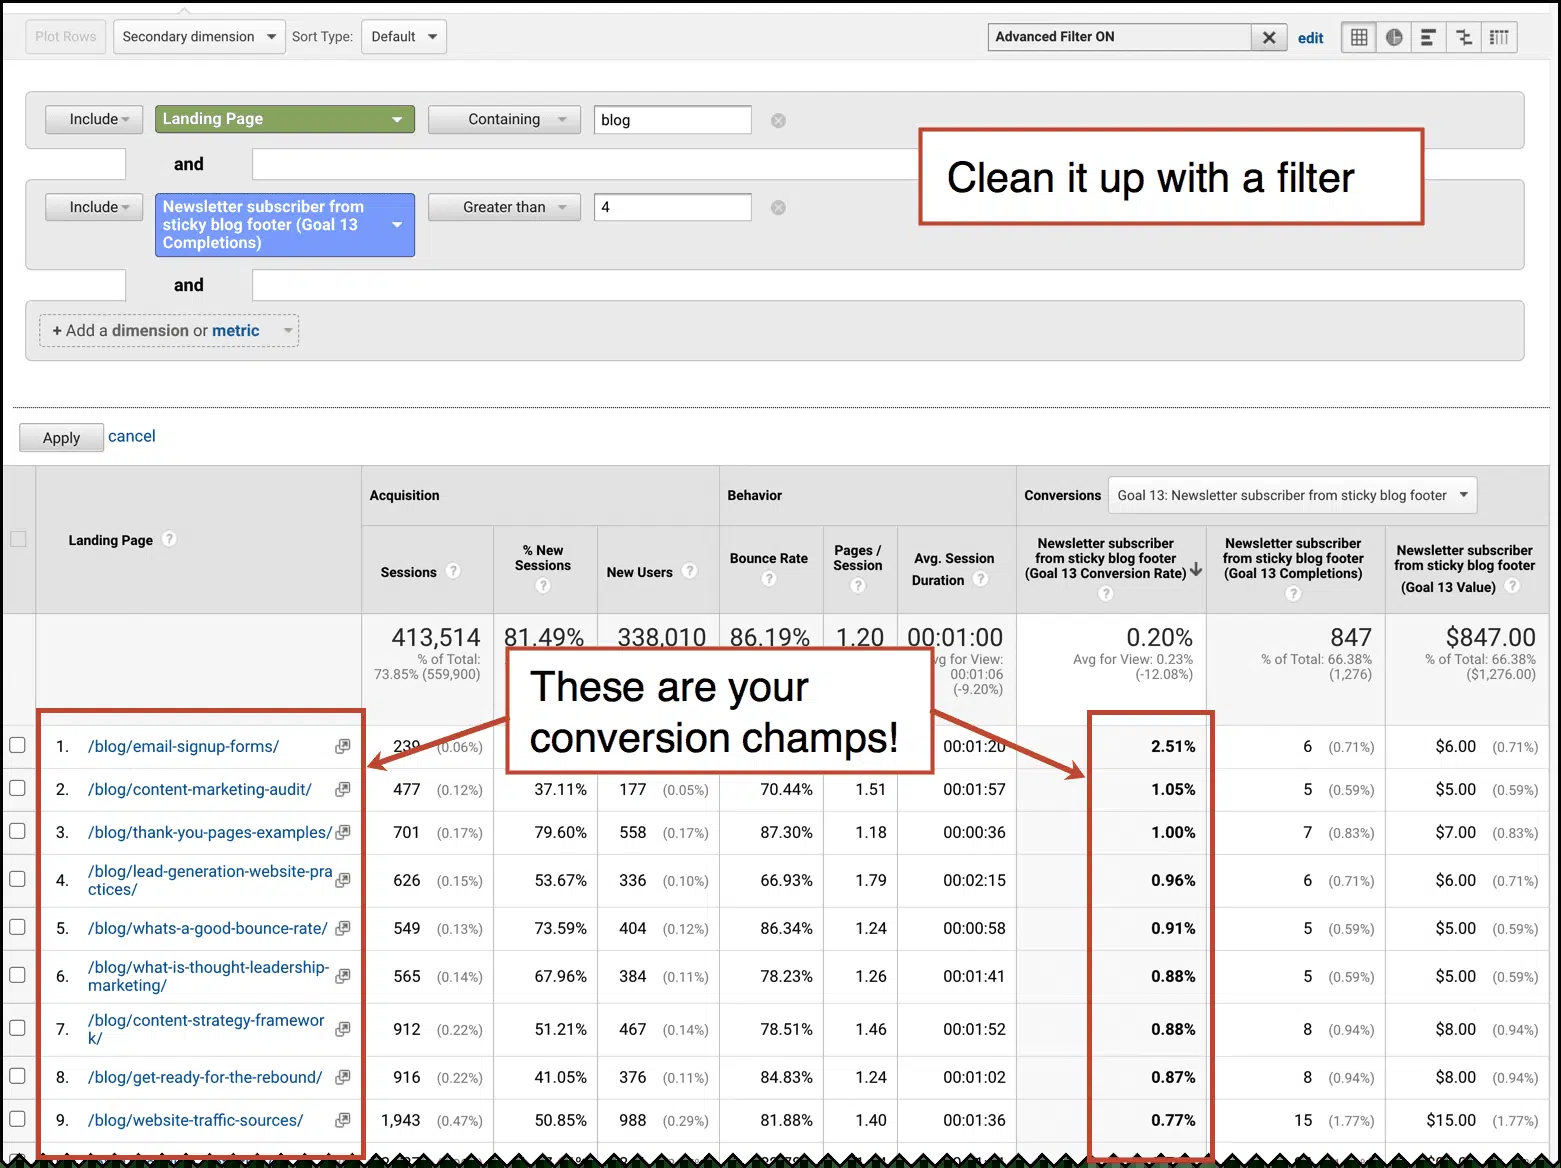 Plot Rows Secondary dimension Sort Type: Default Advanced Filter ON edit
Include Landing Page Containing blog
and
Include Newsletter subscriber from sticky blog footer (Goal 13 Completions) Greater than 4
Clean it up with a filter
and
+ Add a dimension or metric
Apply cancel
Landing Page ?
Acquisition Behavior Conversions Goal 13: Newsletter subscriber from sticky blog footer
Sessions ? % New Sessions ? New Users ? Bounce Rate ? Pages / Session ? Avg. Session Duration ? Newsletter subscriber from sticky blog footer (Goal 13 Conversion Rate) ? Newsletter subscriber from sticky blog footer (Goal 13 Completions) ? Newsletter subscriber from sticky blog footer (Goal 13 Value) ?
413,514 81.49% 338,010 86.19% 1.20 00:01:00 0.20% 847 $847.00
% of Total: 73.85% (559,900) for View: 00:01:06 (-9.20%) Avg for View: 0.23% (-12.08%) % of Total: 66.38% (1,276) % of Total: 66.38% ($1,276.00)
These are your
conversion champs!
1. /blog/email-signup-forms/ 239 (0.06%) 00:01:20 2.51% 6 (0.71%) $6.00 (0.71%)
2. /blog/content-marketing-audit/ 477 (0.12%) 37.11% 177 (0.05%) 70.44% 1.51 00:01:57 1.05% 5 (0.59%) $5.00 (0.59%)
3. /blog/thank-you-pages-examples/ 701 (0.17%) 79.60% 558 (0.17%) 87.30% 1.18 00:00:36 1.00% 7 (0.83%) $7.00 (0.83%)
4. /blog/lead-generation-website-practices/ 626 (0.15%) 53.67% 336 (0.10%) 66.93% 1.79 00:02:15 0.96% 6 (0.71%) $6.00 (0.71%)
5. /blog/whats-a-good-bounce-rate/ 549 (0.13%) 73.59% 404 (0.12%) 86.34% 1.24 00:00:58 0.91% 5 (0.59%) $5.00 (0.59%)
6. /blog/what-is-thought-leadership-marketing/ 565 (0.14%) 67.96% 384 (0.11%) 78.23% 1.26 00:01:41 0.88% 5 (0.59%) $5.00 (0.59%)
7. /blog/content-strategy-framework/ 912 (0.22%) 51.21% 467 (0.14%) 78.51% 1.46 00:01:52 0.88% 8 (0.94%) $8.00 (0.94%)
8. /blog/get-ready-for-the-rebound/ 916 (0.22%) 41.05% 376 (0.11%) 84.83% 1.24 00:01:02 0.87% 8 (0.94%) $8.00 (0.94%)
9. /blog/website-traffic-sources/ 1,943 (0.47%) 50.85% 988 (0.29%) 81.88% 1.40 00:01:36 0.77% 15 (1.77%) $15.00 (1.77%)